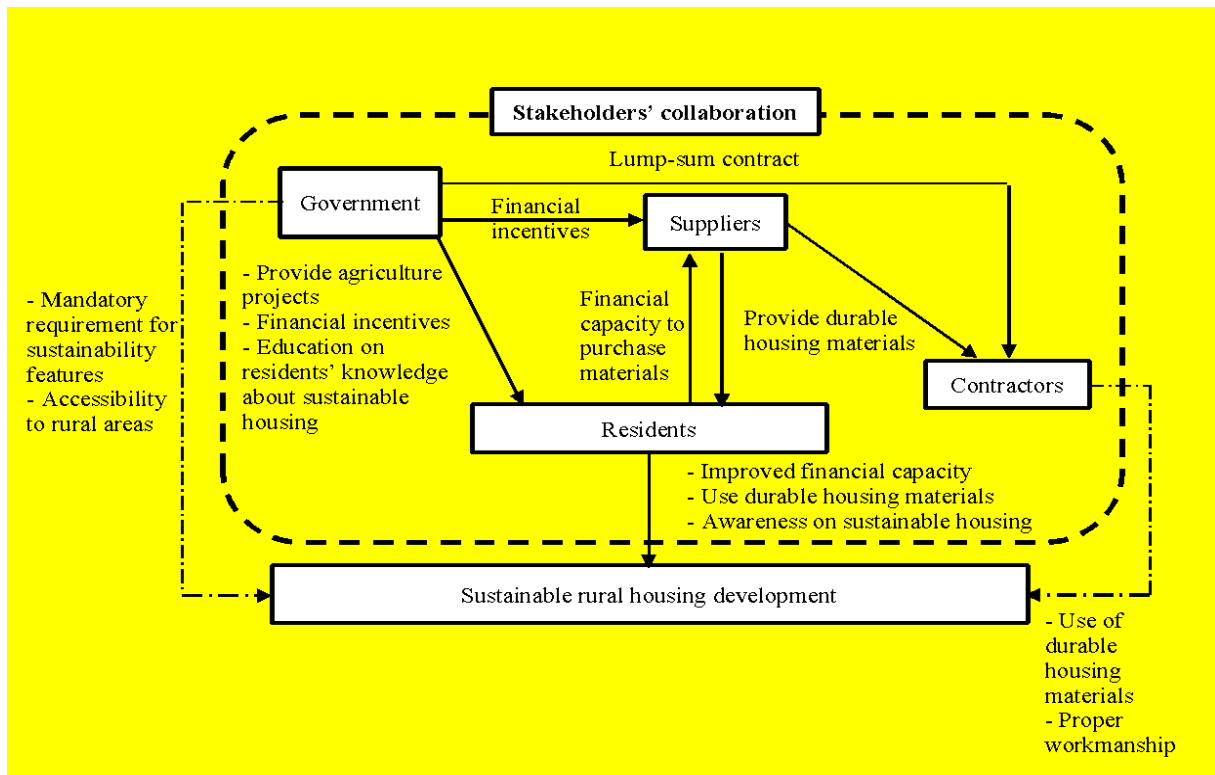 Stakeholders’ collaboration
Lump-sum contract
Government
Financial
incentives
Suppliers
- Provide agriculture
projects
- Financial incentives
- Education on
residents’ knowledge
about sustainable
housing
- Mandatory
requirement for
sustainability
features
- Accessibility
to rural areas
Financial
capacity to
purchase
materials
Provide durable
housing materials
Contractors
Residents
- Improved financial capacity
- Use durable housing materials
- Awareness on sustainable housing
Sustainable rural housing development
- Use of
durable
housing
materials
- Proper
workmanship